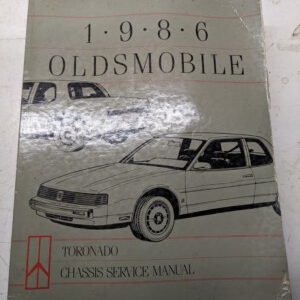 1·9·8·6
OLDSMOBILE
TORONADO
CHASSIS SERVICE MANUAL